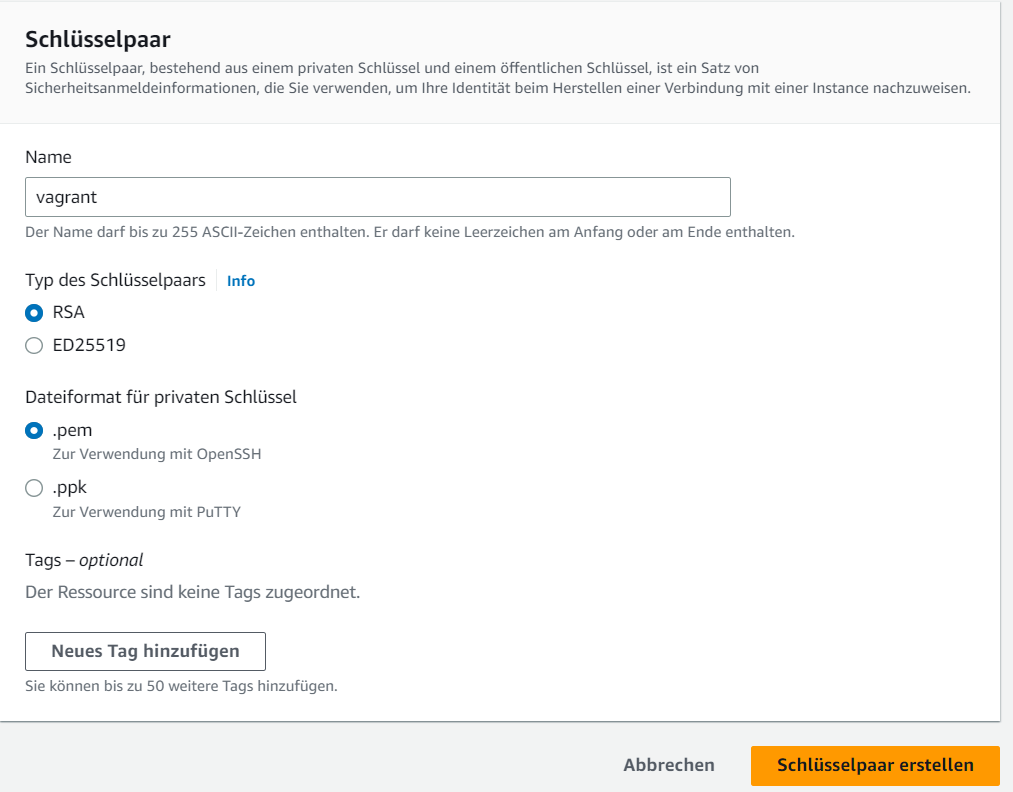 Schlüsselpaar
Ein Schlüsselpaar, bestehend aus einem privaten Schlüssel und einem öffentlichen Schlüssel, ist ein Satz von
Sicherheitsanmeldeinformationen, die Sie verwenden, um Ihre Identität beim Herstellen einer Verbindung mit einer Instance nachzuweisen.
Name
vagrant
Der Name darf bis zu 255 ASCII-Zeichen enthalten. Er darf keine Leerzeichen am Anfang oder am Ende enthalten.
Typ des Schlüsselpaars Info
RSA
ED25519
Dateiformat für privaten Schlüssel
.pem
Zur Verwendung mit OpenSSH
.ppk
Zur Verwendung mit PuTTY
Tags – optional
Der Ressource sind keine Tags zugeordnet.
Neues Tag hinzufügen
Sie können bis zu 50 weitere Tags hinzufügen.
Abbrechen Schlüsselpaar erstellen